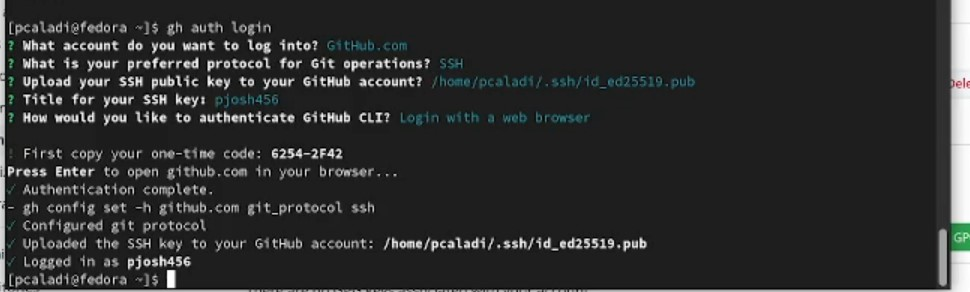 [pcaladi@fedora ~]$ gh auth login
? What account do you want to log into? GitHub.com
? What is your preferred protocol for Git operations? SSH
? Upload your SSH public key to your GitHub account? /home/pcaladi/.ssh/id_ed25519.pub
? Title for your SSH key: pjosh456
? How would you like to authenticate GitHub CLI? Login with a web browser
! First copy your one-time code: 6254-2F42
Press Enter to open github.com in your browser...
✓ Authentication complete.
- gh config set -h github.com git_protocol ssh
✓ Configured git protocol
✓ Uploaded the SSH key to your GitHub account: /home/pcaladi/.ssh/id_ed25519.pub
✓ Logged in as pjosh456
[pcaladi@fedora ~]$
GP